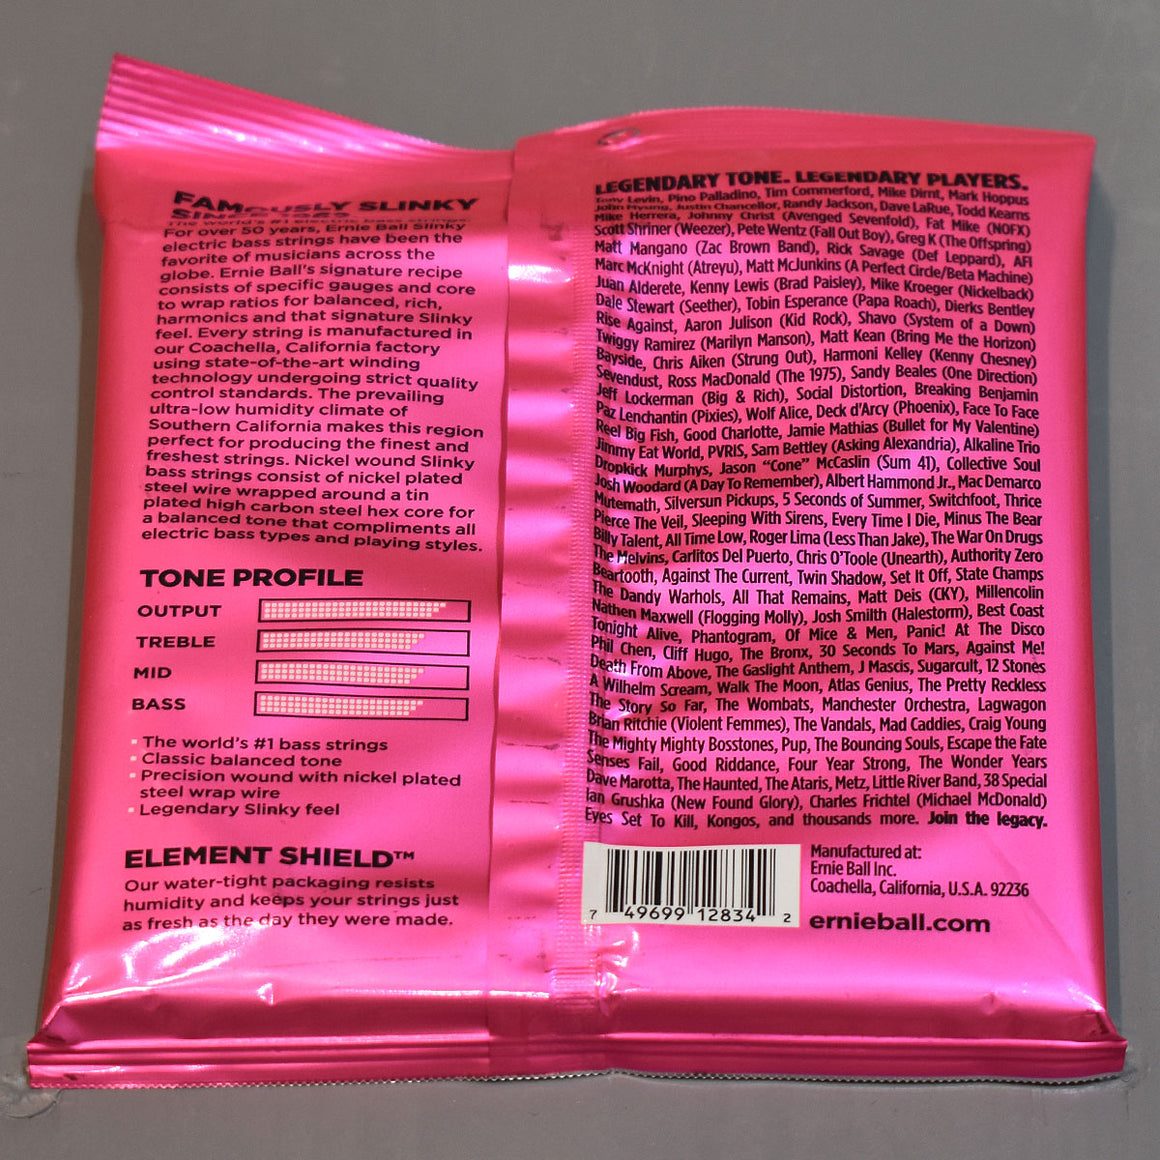 FAMOUSLY SLINKY
SINCE 1962
The world's #1 electric bass strings.
For over 50 years, Ernie Ball Slinky
electric bass strings have been the
favorite of musicians across the
globe. Ernie Ball's signature recipe
consists of specific gauges and core
to wrap ratios for balanced, rich,
harmonics and that signature Slinky
feel. Every string is manufactured in
our Coachella, California factory
using state-of-the-art winding
technology undergoing strict quality
control standards. The prevailing
ultra-low humidity climate of
Southern California makes this region
perfect for producing the finest and
freshest strings. Nickel wound Slinky
bass strings consist of nickel plated
steel wire wrapped around a tin
plated high carbon steel hex core for
a balanced tone that compliments all
electric bass types and playing styles.
TONE PROFILE
OUTPUT
TREBLE
MID
BASS
• The world's #1 bass strings
• Classic balanced tone
• Precision wound with nickel plated
steel wrap wire
• Legendary Slinky feel
ELEMENT SHIELD™
Our water-tight packaging resists
humidity and keeps your strings just
as fresh as the day they were made.
LEGENDARY TONE. LEGENDARY PLAYERS.
Tony Levin, Pino Palladino, Tim Commerford, Mike Dirnt, Mark Hoppus
John Myung, Justin Chancellor, Randy Jackson, Dave LaRue, Todd Kearns
Mike Herrera, Johnny Christ (Avenged Sevenfold), Fat Mike (NOFX)
Scott Shriner (Weezer), Pete Wentz (Fall Out Boy), Greg K (The Offspring)
Matt Mangano (Zac Brown Band), Rick Savage (Def Leppard), AFI
Marc McKnight (Atreyu), Matt McJunkins (A Perfect Circle/Beta Machine)
Juan Alderete, Kenny Lewis (Brad Paisley), Mike Kroeger (Nickelback)
Dale Stewart (Seether), Tobin Esperance (Papa Roach), Dierks Bentley
Rise Against, Aaron Julison (Kid Rock), Shavo (System of a Down)
Twiggy Ramirez (Marilyn Manson), Matt Kean (Bring Me the Horizon)
Bayside, Chris Aiken (Strung Out), Harmoni Kelley (Kenny Chesney)
Sevendust, Ross MacDonald (The 1975), Sandy Beales (One Direction)
Jeff Lockerman (Big & Rich), Social Distortion, Breaking Benjamin
Paz Lenchantin (Pixies), Wolf Alice, Deck d'Arcy (Phoenix), Face To Face
Reel Big Fish, Good Charlotte, Jamie Mathias (Bullet for My Valentine)
Jimmy Eat World, PVRIS, Sam Bettley (Asking Alexandria), Alkaline Trio
Dropkick Murphys, Jason “Cone” McCaslin (Sum 41), Collective Soul
Josh Woodard (A Day To Remember), Albert Hammond Jr., Mac Demarco
Mutemath, Silversun Pickups, 5 Seconds of Summer, Switchfoot, Thrice
Pierce The Veil, Sleeping With Sirens, Every Time I Die, Minus The Bear
Billy Talent, All Time Low, Roger Lima (Less Than Jake), The War On Drugs
The Melvins, Carlitos Del Puerto, Chris O'Toole (Unearth), Authority Zero
Beartooth, Against The Current, Twin Shadow, Set It Off, State Champs
The Dandy Warhols, All That Remains, Matt Deis (CKY), Millencolin
Nathen Maxwell (Flogging Molly), Josh Smilth (Halestorm), Best Coast
Tonight Alive, Phantogram, Of Mice & Men, Panic! At The Disco
Phil Chen, Cliff Hugo, The Bronx, 30 Seconds To Mars, Against Me!
Death From Above, The Gaslight Anthem, J Mascis, Sugarcult, 12 Stones
A Wilhelm Scream, Walk The Moon, Atlas Genius, The Pretty Reckless
The Story So Far, The Wombats, Manchester Orchestra, Lagwagon
Brian Ritchie (Violent Femmes), The Vandals, Mad Caddies, Craig Young
The Mighty Mighty Bosstones, Pup, The Bouncing Souls, Escape the Fate
Senses Fail, Good Riddance, Four Year Strong, The Wonder Years
Dave Marotta, The Haunted, The Ataris, Metz, Little River Band, 38 Special
Ian Grushka (New Found Glory), Charles Frichtel (Michael McDonald)
Eyes Set To Kill, Kongos, and thousands more. Join the legacy.
7 49699 12834 2
Manufactured at:
Ernie Ball Inc.
Coachella, California, U.S.A. 92236
ernieball.com